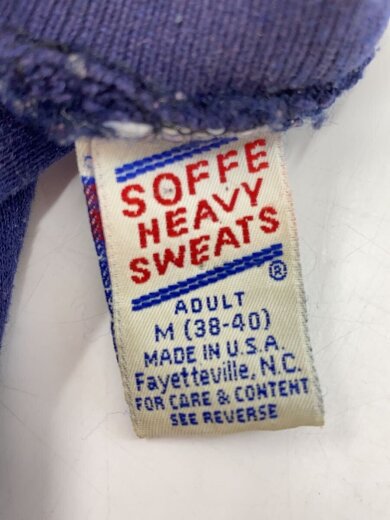 SOFFE
HEAVY
SWEATS
®
ADULT
M (38-40)
MADE IN U.S.A.
Fayetteville, N.C.
FOR CARE & CONTENT
SEE REVERSE